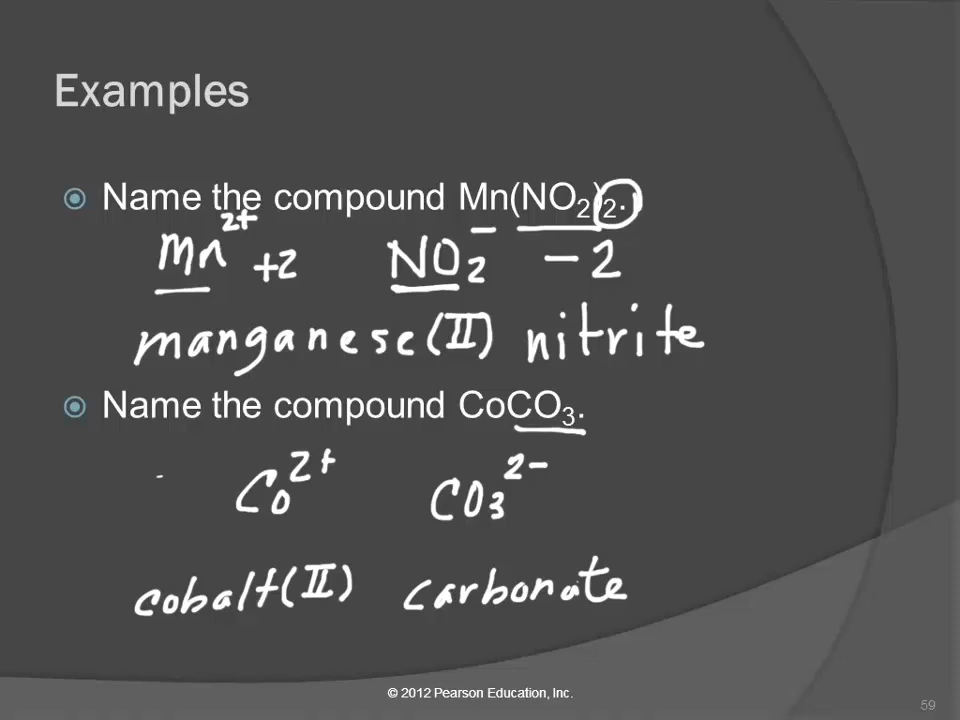 Examples
Name the compound Mn(NO₂)₂.
Mn²⁺ +2 NO₂⁻ −2
manganese(II) nitrite
Name the compound CoCO₃.
Co²⁺ CO₃²⁻
cobalt(II) carbonate
© 2012 Pearson Education, Inc.
59